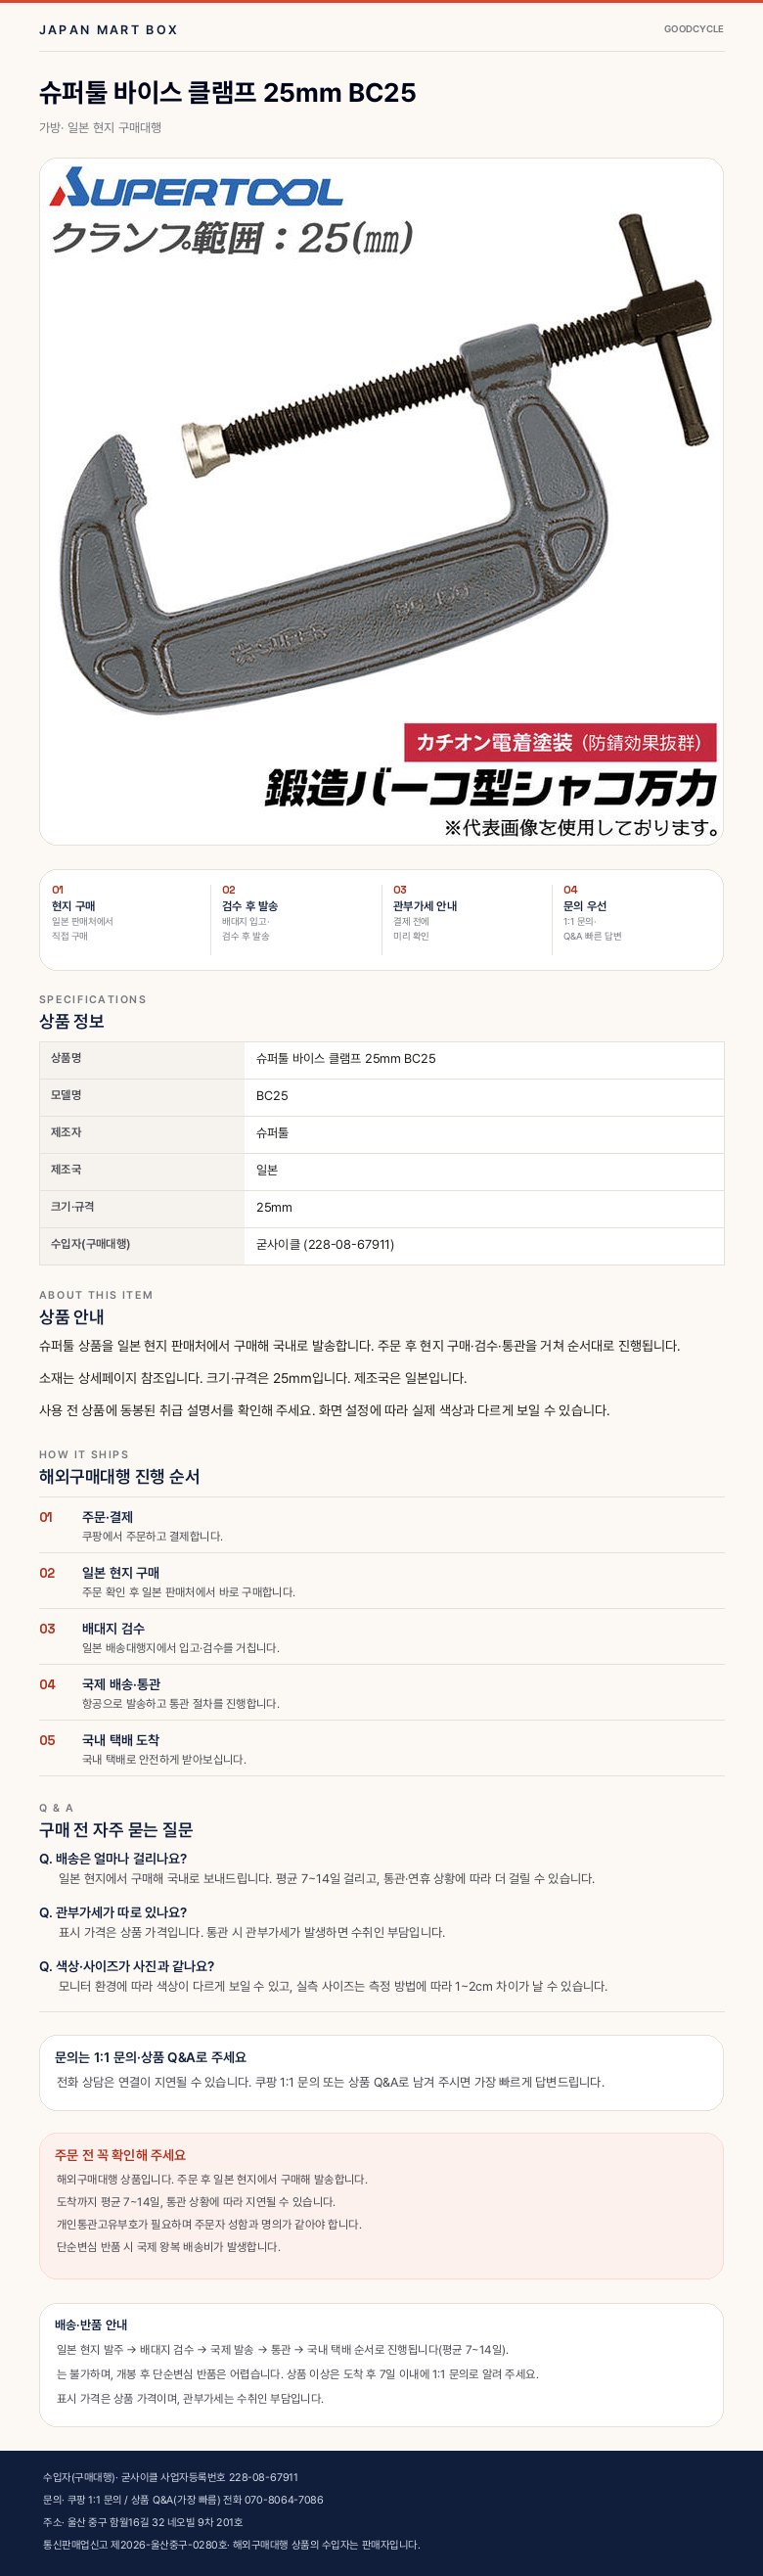 JAPAN MART BOX
GOODCYCLE
슈퍼툴 바이스 클램프 25mm BC25
가방· 일본 현지 구매대행
SUPERTOOL
クランプ範囲：25(㎜)
カチオン電着塗装（防錆効果抜群）
鍛造バーコ型シャコ万力
※代表画像を使用しております。
01
현지 구매
일본 판매처에서
직접 구매
02
검수 후 발송
배대지 입고·
검수 후 발송
03
관부가세 안내
결제 전에
미리 확인
04
문의 우선
1:1 문의·
Q&A 빠른 답변
SPECIFICATIONS
상품 정보
상품명 슈퍼툴 바이스 클램프 25mm BC25
모델명 BC25
제조자 슈퍼툴
제조국 일본
크기·규격 25mm
수입자(구매대행) 굳사이클 (228-08-67911)
ABOUT THIS ITEM
상품 안내
슈퍼툴 상품을 일본 현지 판매처에서 구매해 국내로 발송합니다. 주문 후 현지 구매·검수·통관을 거쳐 순서대로 진행됩니다.
소재는 상세페이지 참조입니다. 크기·규격은 25mm입니다. 제조국은 일본입니다.
사용 전 상품에 동봉된 취급 설명서를 확인해 주세요. 화면 설정에 따라 실제 색상과 다르게 보일 수 있습니다.
HOW IT SHIPS
해외구매대행 진행 순서
01 주문·결제
쿠팡에서 주문하고 결제합니다.
02 일본 현지 구매
주문 확인 후 일본 판매처에서 바로 구매합니다.
03 배대지 검수
일본 배송대행지에서 입고·검수를 거칩니다.
04 국제 배송·통관
항공으로 발송하고 통관 절차를 진행합니다.
05 국내 택배 도착
국내 택배로 안전하게 받아보십니다.
Q & A
구매 전 자주 묻는 질문
Q. 배송은 얼마나 걸리나요?
일본 현지에서 구매해 국내로 보내드립니다. 평균 7~14일 걸리고, 통관·연휴 상황에 따라 더 걸릴 수 있습니다.
Q. 관부가세가 따로 있나요?
표시 가격은 상품 가격입니다. 통관 시 관부가세가 발생하면 수취인 부담입니다.
Q. 색상·사이즈가 사진과 같나요?
모니터 환경에 따라 색상이 다르게 보일 수 있고, 실측 사이즈는 측정 방법에 따라 1~2cm 차이가 날 수 있습니다.
문의는 1:1 문의·상품 Q&A로 주세요
전화 상담은 연결이 지연될 수 있습니다. 쿠팡 1:1 문의 또는 상품 Q&A로 남겨 주시면 가장 빠르게 답변드립니다.
주문 전 꼭 확인해 주세요
해외구매대행 상품입니다. 주문 후 일본 현지에서 구매해 발송합니다.
도착까지 평균 7~14일, 통관 상황에 따라 지연될 수 있습니다.
개인통관고유부호가 필요하며 주문자 성함과 명의가 같아야 합니다.
단순변심 반품 시 국제 왕복 배송비가 발생합니다.
배송·반품 안내
일본 현지 발주 → 배대지 검수 → 국제 발송 → 통관 → 국내 택배 순서로 진행됩니다(평균 7~14일).
는 불가하며, 개봉 후 단순변심 반품은 어렵습니다. 상품 이상은 도착 후 7일 이내에 1:1 문의로 알려 주세요.
표시 가격은 상품 가격이며, 관부가세는 수취인 부담입니다.
수입자(구매대행)· 굳사이클 사업자등록번호 228-08-67911
문의· 쿠팡 1:1 문의 / 상품 Q&A(가장 빠름) 전화 070-8064-7086
주소· 울산 중구 함월16길 32 네오빌 9차 201호
통신판매업신고 제2026-울산중구-0280호· 해외구매대행 상품의 수입자는 판매자입니다.